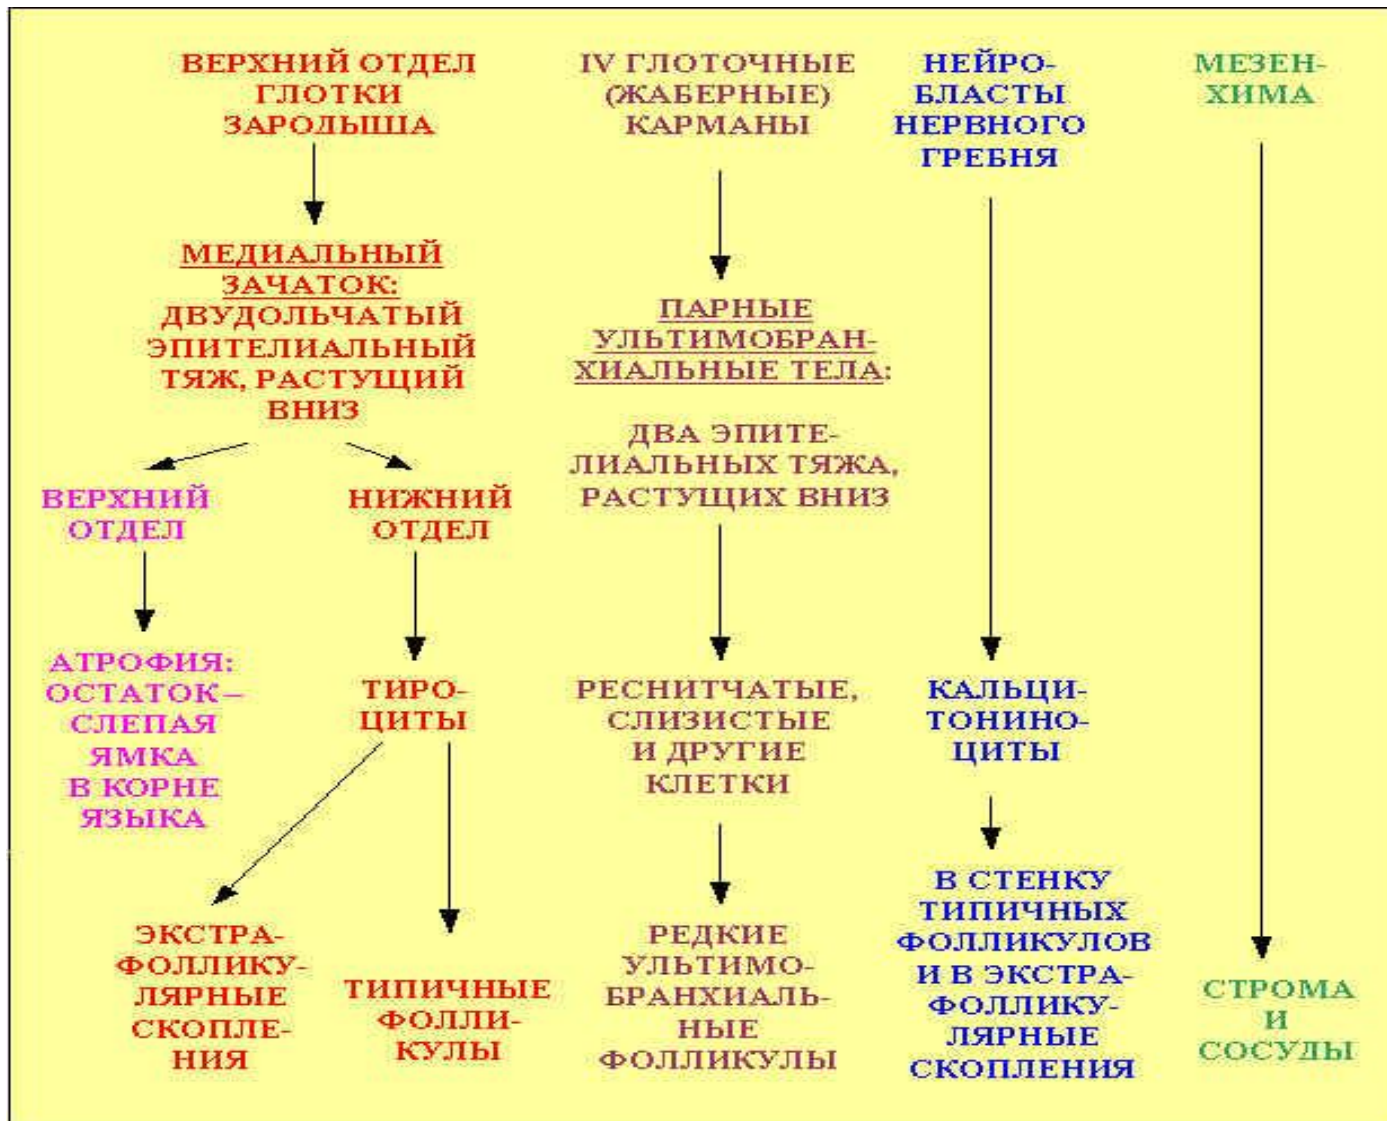 ВЕРХНИЙ ОТДЕЛ
ГЛОТКИ
ЗАРОДЫША
IV ГЛОТОЧНЫЕ
(ЖАБЕРНЫЕ)
КАРМАНЫ
НЕЙРО-
БЛАСТЫ
НЕРВНОГО
ГРЕБНЯ
МЕЗЕН-
ХИМА
МЕДИАЛЬНЫЙ
ЗАЧАТОК:
ДВУДОЛЬЧАТЫЙ
ЭПИТЕЛИАЛЬНЫЙ
ТЯЖ, РАСТУЩИЙ
ВНИЗ
ПАРНЫЕ
УЛЬТИМОБРАН-
ХИАЛЬНЫЕ ТЕЛА:
ДВА ЭПИТЕ-
ЛИАЛЬНЫХ ТЯЖА,
РАСТУЩИХ ВНИЗ
ВЕРХНИЙ
ОТДЕЛ
НИЖНИЙ
ОТДЕЛ
АТРОФИЯ:
ОСТАТОК –
СЛЕПАЯ
ЯМКА
В КОРНЕ
ЯЗЫКА
ТИРО-
ЦИТЫ
РЕСНИТЧАТЫЕ,
СЛИЗИСТЫЕ
И ДРУГИЕ
КЛЕТКИ
КАЛЬЦИ-
ТОНИНО-
ЦИТЫ
ЭКСТРА-
ФОЛЛИКУ-
ЛЯРНЫЕ
СКОПЛЕ-
НИЯ
ТИПИЧНЫЕ
ФОЛЛИ-
КУЛЫ
РЕДКИЕ
УЛЬТИМО-
БРАНХИАЛЬ-
НЫЕ
ФОЛЛИКУЛЫ
В СТЕНКУ
ТИПИЧНЫХ
ФОЛЛИКУЛОВ
И В ЭКСТРА-
ФОЛЛИКУ-
ЛЯРНЫЕ
СКОПЛЕНИЯ
СТРОМА
И
СОСУДЫ